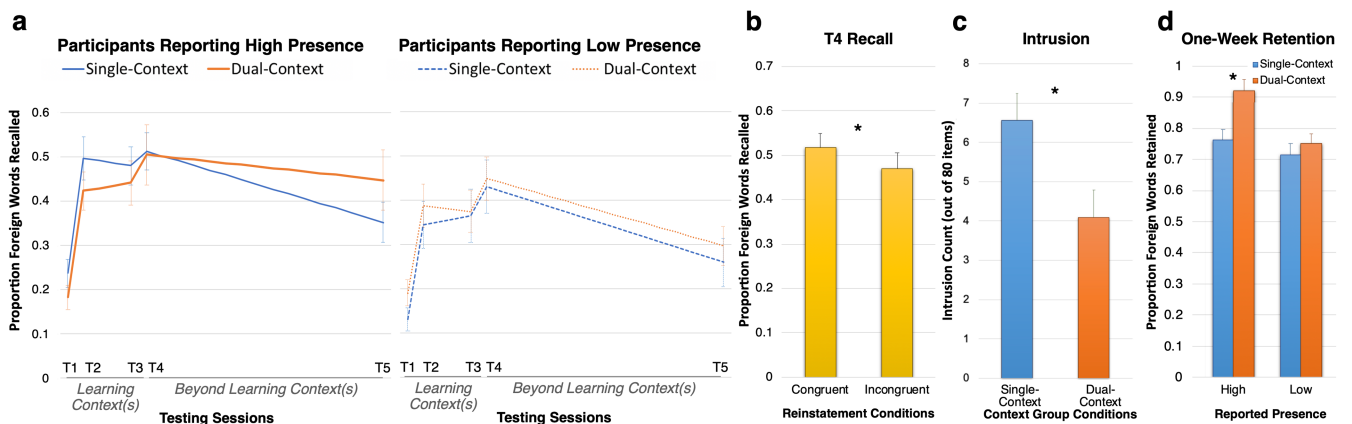 a
Participants Reporting High Presence
Single-Context
Dual-Context
Proportion Foreign Words Recalled
0.6
0.5
0.4
0.3
0.2
0.1
0
T1 T2 T3 T4 T5
Learning
Context(s)
Beyond Learning Context(s)
Testing Sessions
Participants Reporting Low Presence
Single-Context
Dual-Context
T1 T2 T3 T4 T5
Learning
Context(s)
Beyond Learning Context(s)
Testing Sessions
b
T4 Recall
Proportion Foreign Words Recalled
0.7
0.6
0.5
0.4
0.3
0.2
0.1
0
*
Congruent
Incongruent
Reinstatement Conditions
c
Intrusion
Intrusion Count (out of 80 items)
8
7
6
5
4
3
2
1
0
*
Single-
Context
Dual-
Context
Context Group Conditions
d
One-Week Retention
Single-Context
Dual-Context
Proportion Foreign Words Retained
1
0.9
0.8
0.7
0.6
0.5
0.4
0.3
0.2
0.1
0
*
High
Low
Reported Presence